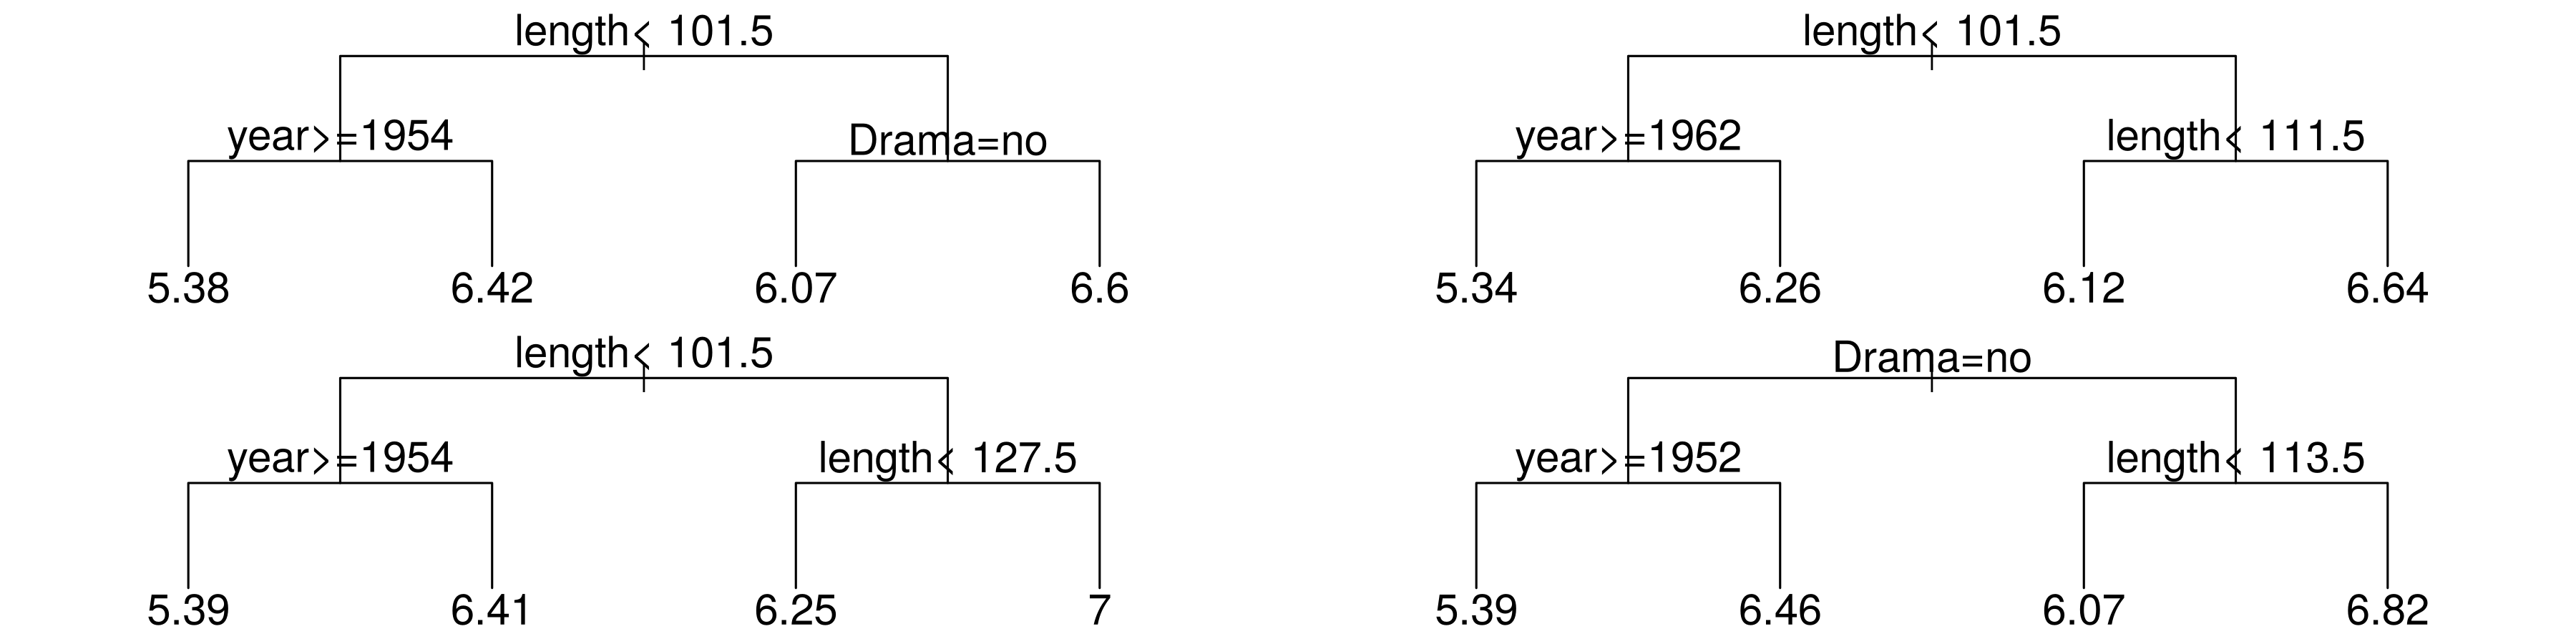 length< 101.5
year>=1954
Drama=no
5.38
6.42
6.07
6.6
length< 101.5
year>=1962
length< 111.5
5.34
6.26
6.12
6.64
length< 101.5
year>=1954
length< 127.5
5.39
6.41
6.25
7
Drama=no
year>=1952
length< 113.5
5.39
6.46
6.07
6.82